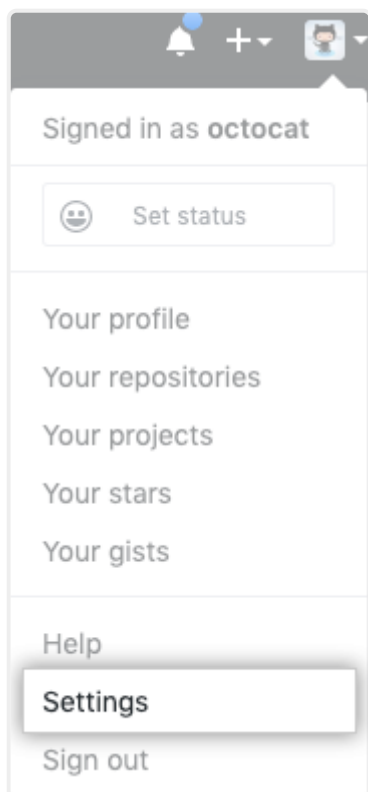 Signed in as octocat
Set status
Your profile
Your repositories
Your projects
Your stars
Your gists
Help
Settings
Sign out